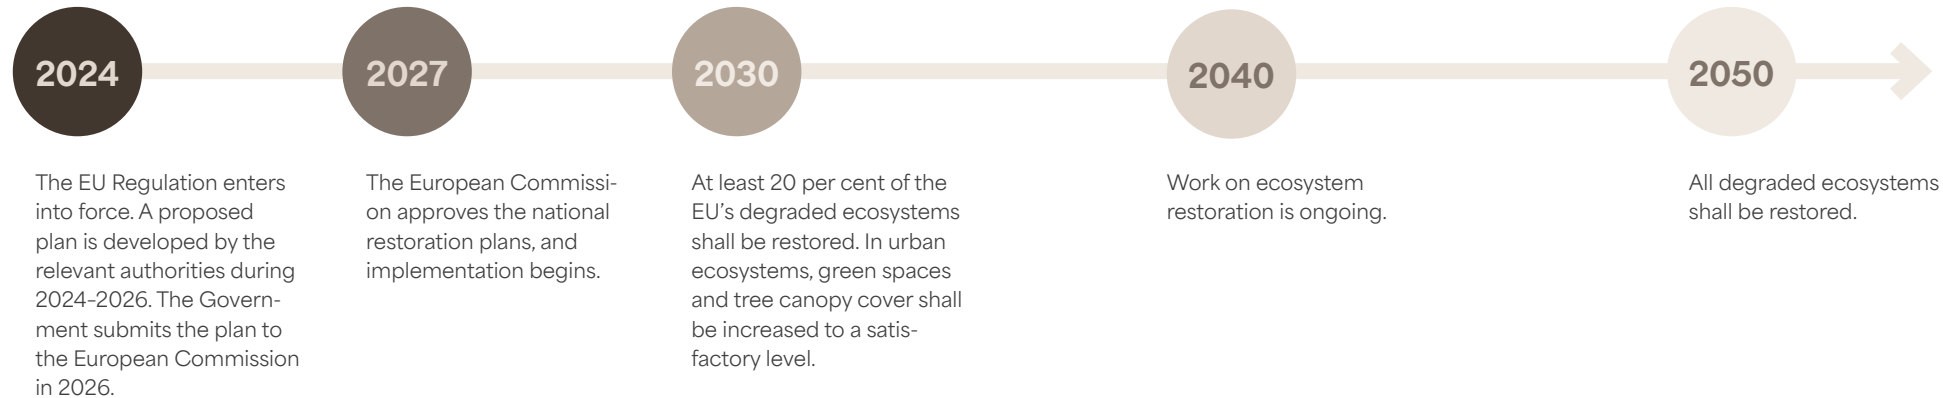 2024
The EU Regulation enters
into force. A proposed
plan is developed by the
relevant authorities during
2024–2026. The Govern-
ment submits the plan to
the European Commission
in 2026.
2027
The European Commissi-
on approves the national
restoration plans, and
implementation begins.
2030
At least 20 per cent of the
EU’s degraded ecosystems
shall be restored. In urban
ecosystems, green spaces
and tree canopy cover shall
be increased to a satis-
factory level.
2040
Work on ecosystem
restoration is ongoing.
2050
All degraded ecosystems
shall be restored.